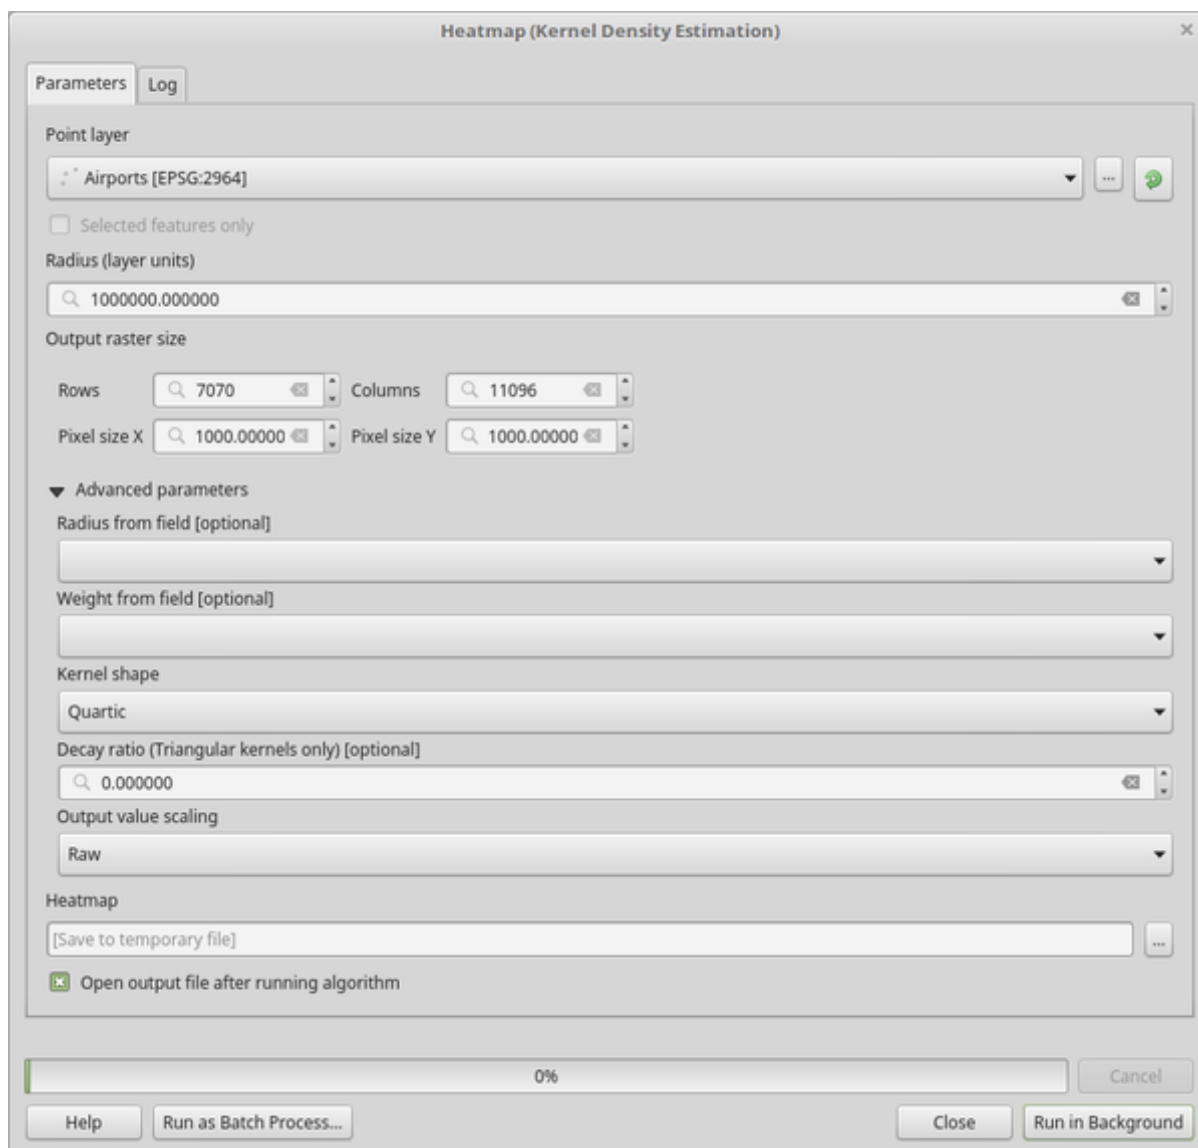 Heatmap (Kernel Density Estimation)
Parameters Log
Point layer
Airports [EPSG:2964]
...
Selected features only
Radius (layer units)
1000000.000000
Output raster size
Rows 7070 Columns 11096
Pixel size X 1000.00000 Pixel size Y 1000.00000
Advanced parameters
Radius from field [optional]
Weight from field [optional]
Kernel shape
Quartic
Decay ratio (Triangular kernels only) [optional]
0.000000
Output value scaling
Raw
Heatmap
[Save to temporary file] ...
Open output file after running algorithm
0% Cancel
Help Run as Batch Process... Close Run in Background